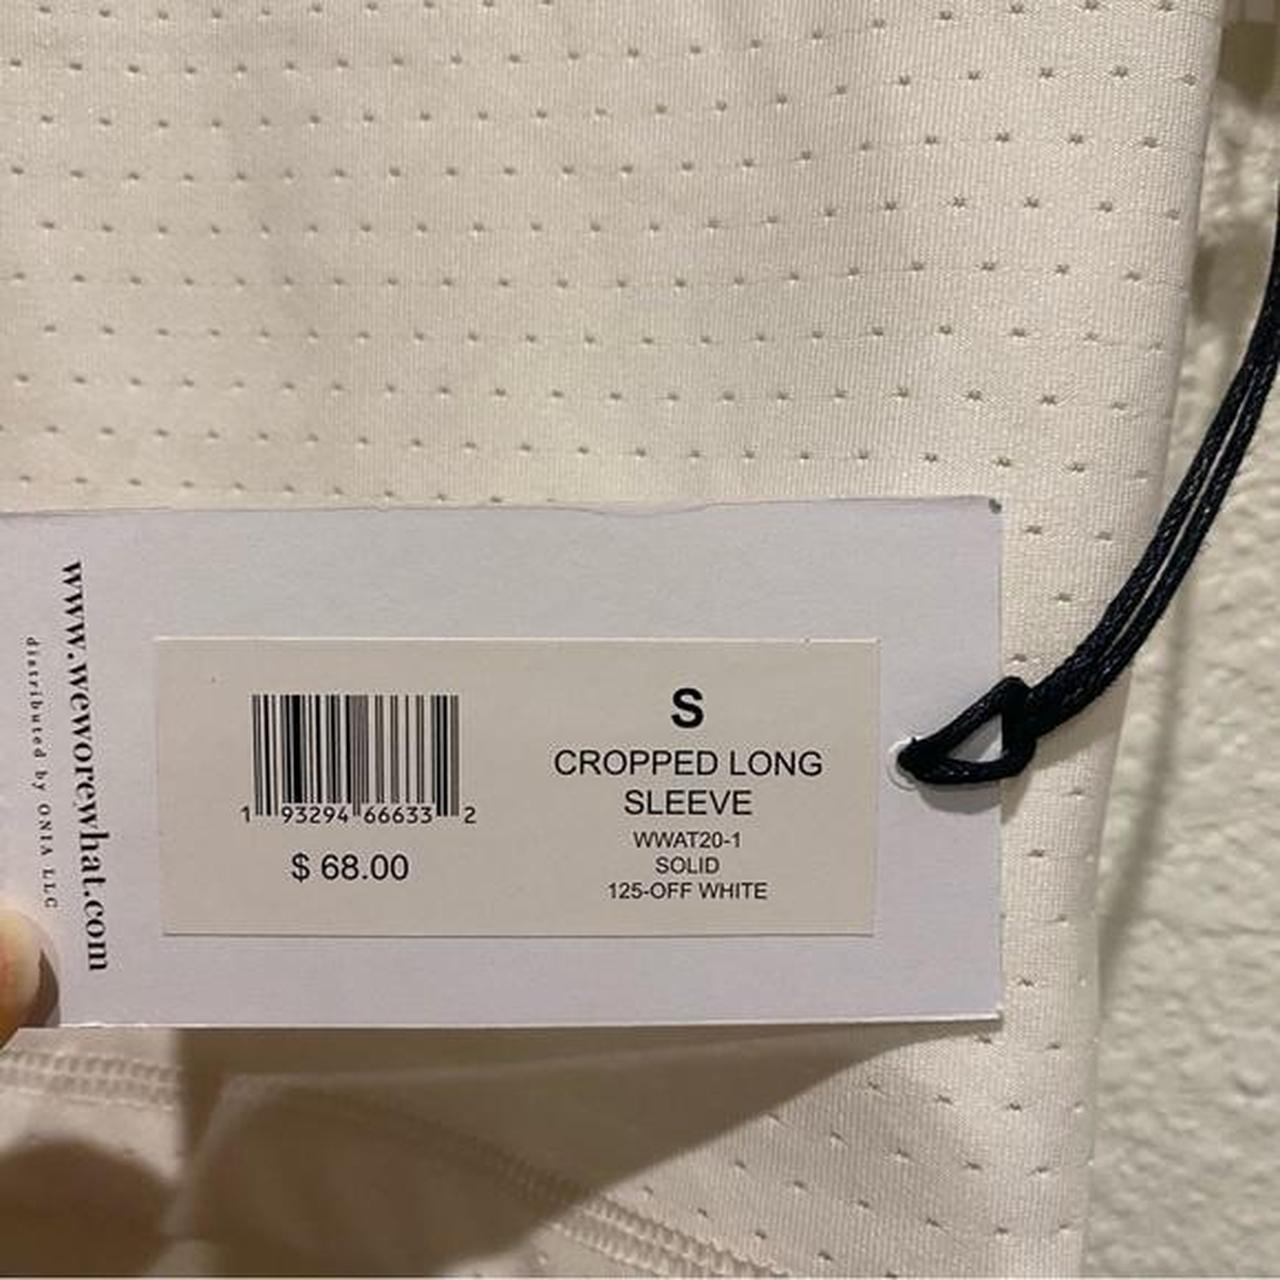 www.weworewhat.com
distributed by ONIA LLC
1 93294 66633 2
$ 68.00
S
CROPPED LONG
SLEEVE
WWAT20-1
SOLID
125-OFF WHITE